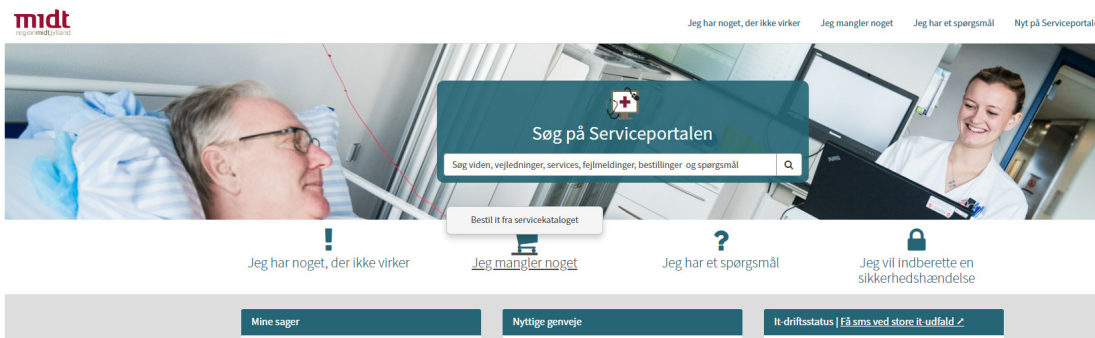 midt
regionmidtjylland
Jeg har noget, der ikke virker
Jeg mangler noget
Jeg har et spørgsmål
Nyt på Serviceportale
Søg på Serviceportalen
Søg viden, vejledninger, services, fejlmeldinger, bestillinger og spørgsmål
Bestil it fra servicekataloget
Jeg har noget, der ikke virker
Jeg mangler noget
Jeg har et spørgsmål
Jeg vil indberette en
sikkerhedshændelse
Mine sager
Nyttige genveje
It-driftsstatus | Få sms ved store it-udfald